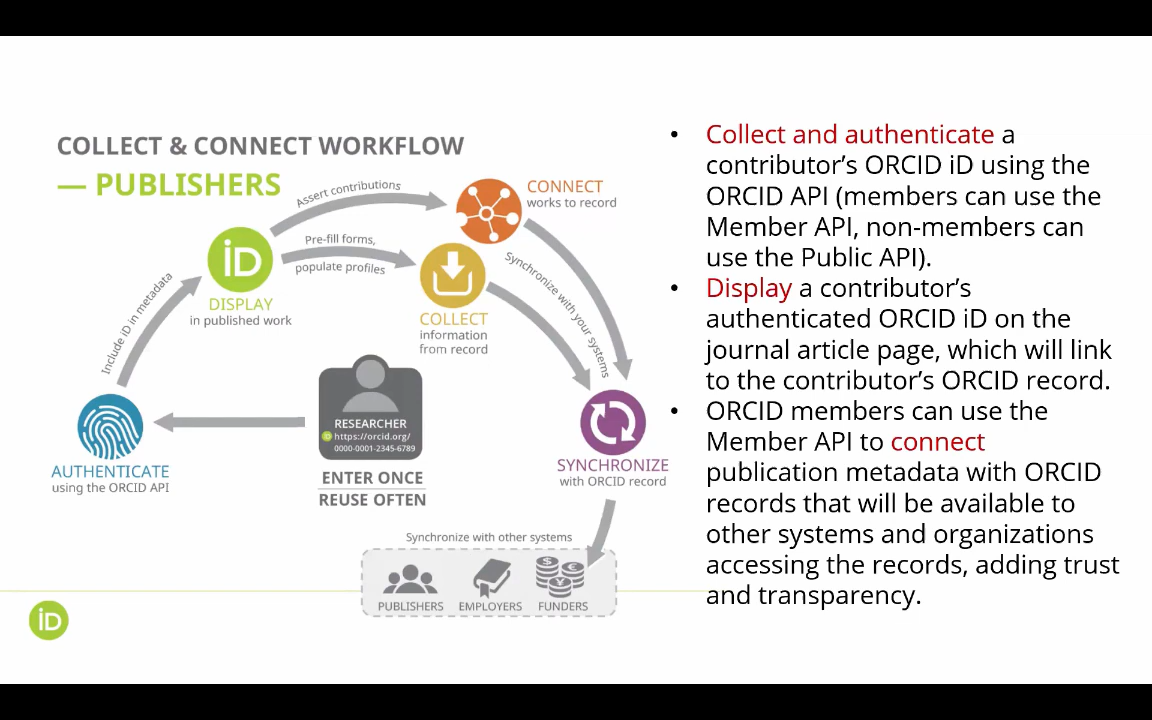 COLLECT & CONNECT WORKFLOW
— PUBLISHERS
Assert contributions
CONNECT
works to record
Pre-fill forms,
populate profiles
iD
DISPLAY
in published work
Include iD in metadata
COLLECT
information
from record
Synchronize with your systems
RESEARCHER
iD https://orcid.org/
0000-0001-2345-6789
AUTHENTICATE
using the ORCID API
ENTER ONCE
REUSE OFTEN
SYNCHRONIZE
with ORCID record
Synchronize with other systems
PUBLISHERS EMPLOYERS FUNDERS
iD
• Collect and authenticate a
contributor’s ORCID iD using the
ORCID API (members can use the
Member API, non-members can
use the Public API).
• Display a contributor’s
authenticated ORCID iD on the
journal article page, which will link
to the contributor’s ORCID record.
• ORCID members can use the
Member API to connect
publication metadata with ORCID
records that will be available to
other systems and organizations
accessing the records, adding trust
and transparency.